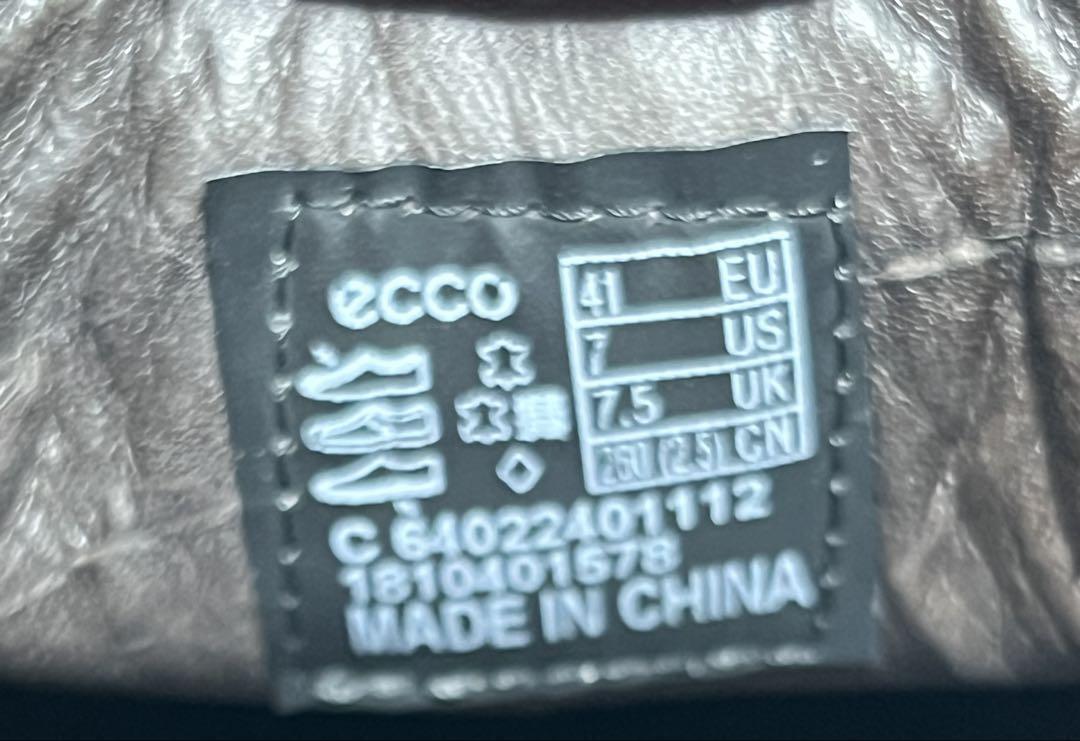 ecco
41 EU
7 US
7.5 UK
260 (2.5) CN
C 64022401112
1810401578
MADE IN CHINA